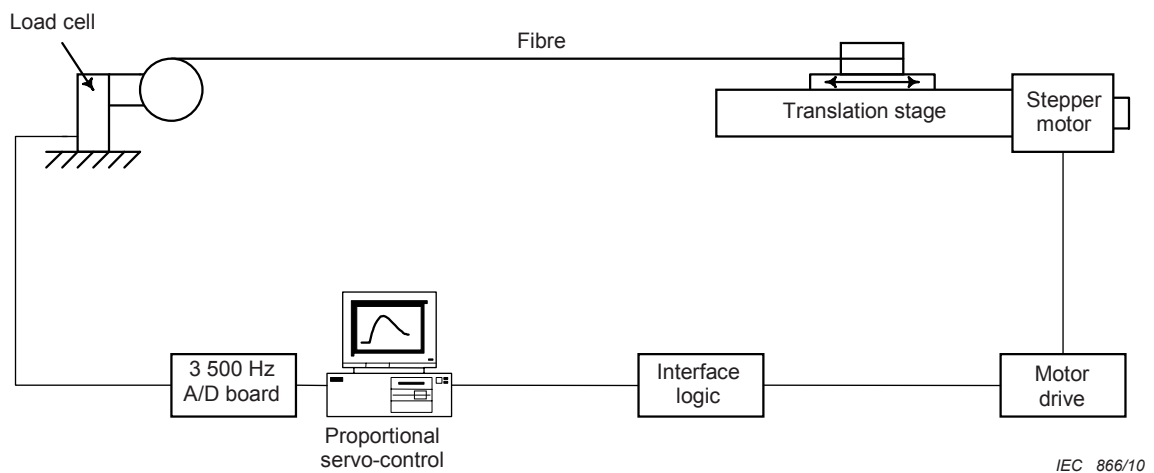 Load cell
Fibre
Translation stage
Stepper
motor
3 500 Hz
A/D board
Proportional
servo-control
Interface
logic
Motor
drive
IEC 866/10